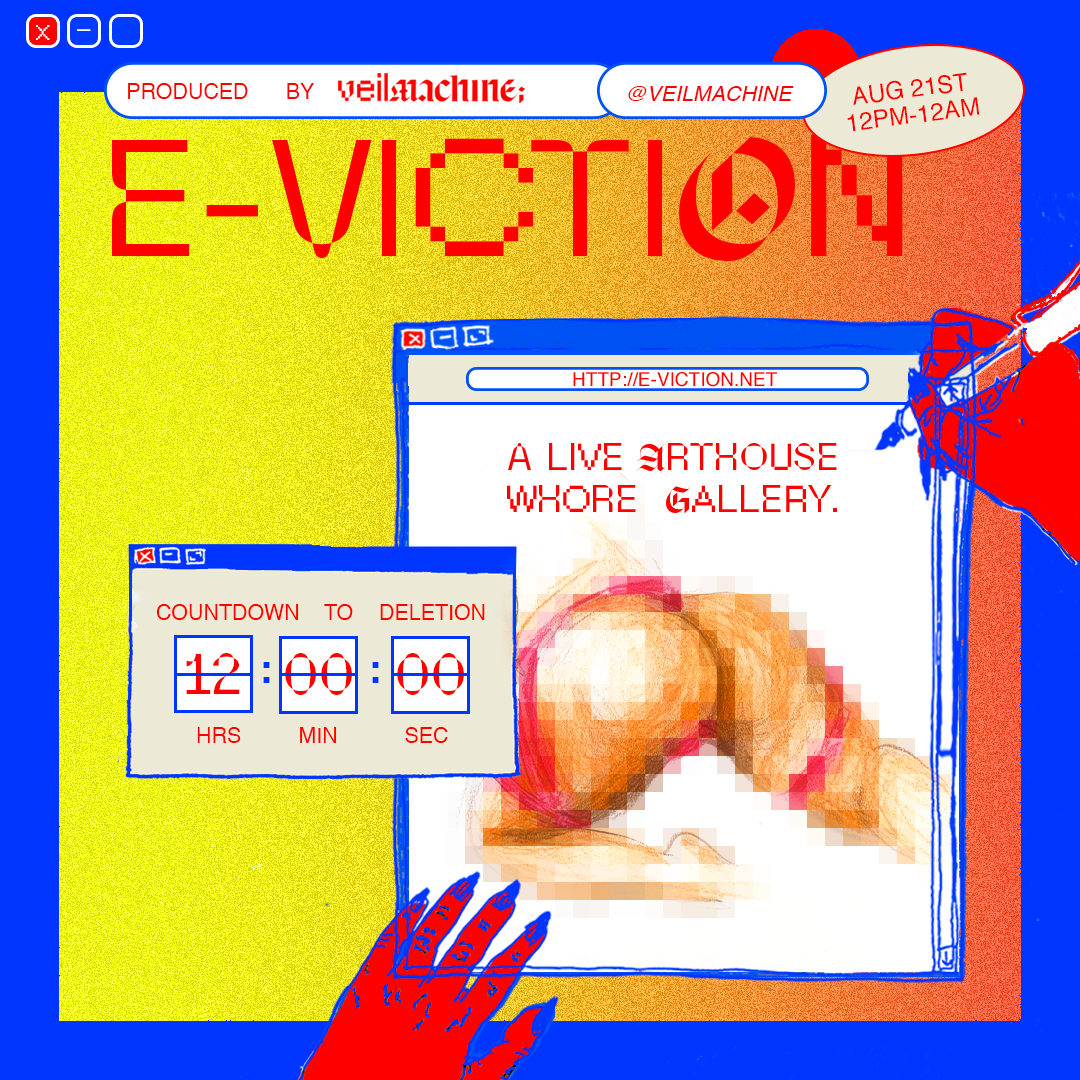 PRODUCED BY veilmachine;
@VEILMACHINE
AUG 21ST
12PM-12AM
E-VICTION
HTTP://E-VICTION.NET
A LIVE ARTHOUSE
WHORE GALLERY.
COUNTDOWN TO DELETION
12 : 00 : 00
HRS MIN SEC